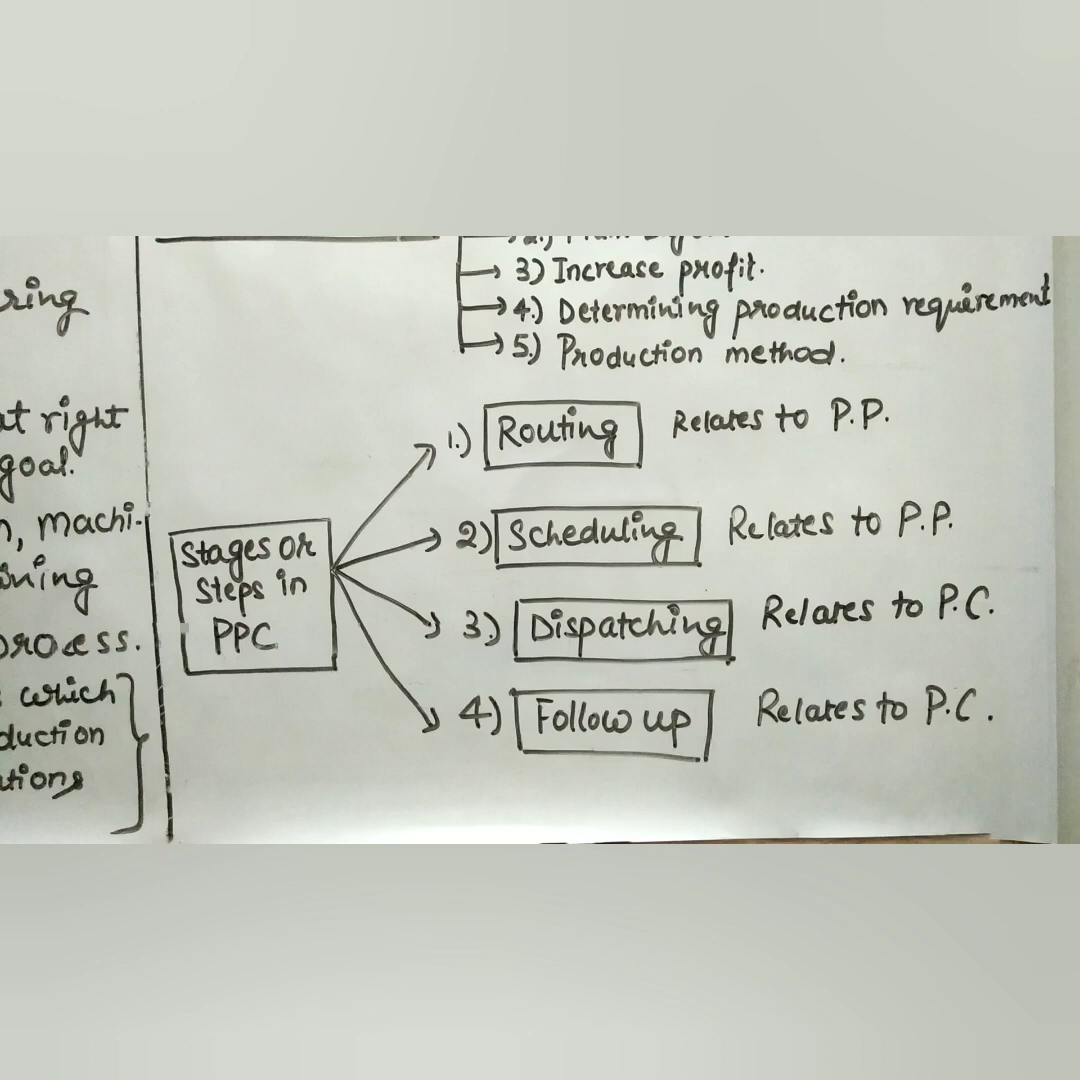 ring
at right
goal.
machi-
ining
process.
which
duction
ations
3) Increase profit.
4.) Determining production requirement
5.) Production method.
Stages or
Steps in
PPC
1.) Routing Relates to P.P.
2) Scheduling Relates to P.P.
3.) Dispatching Relates to P.C.
4.) Follow up Relates to P.C.